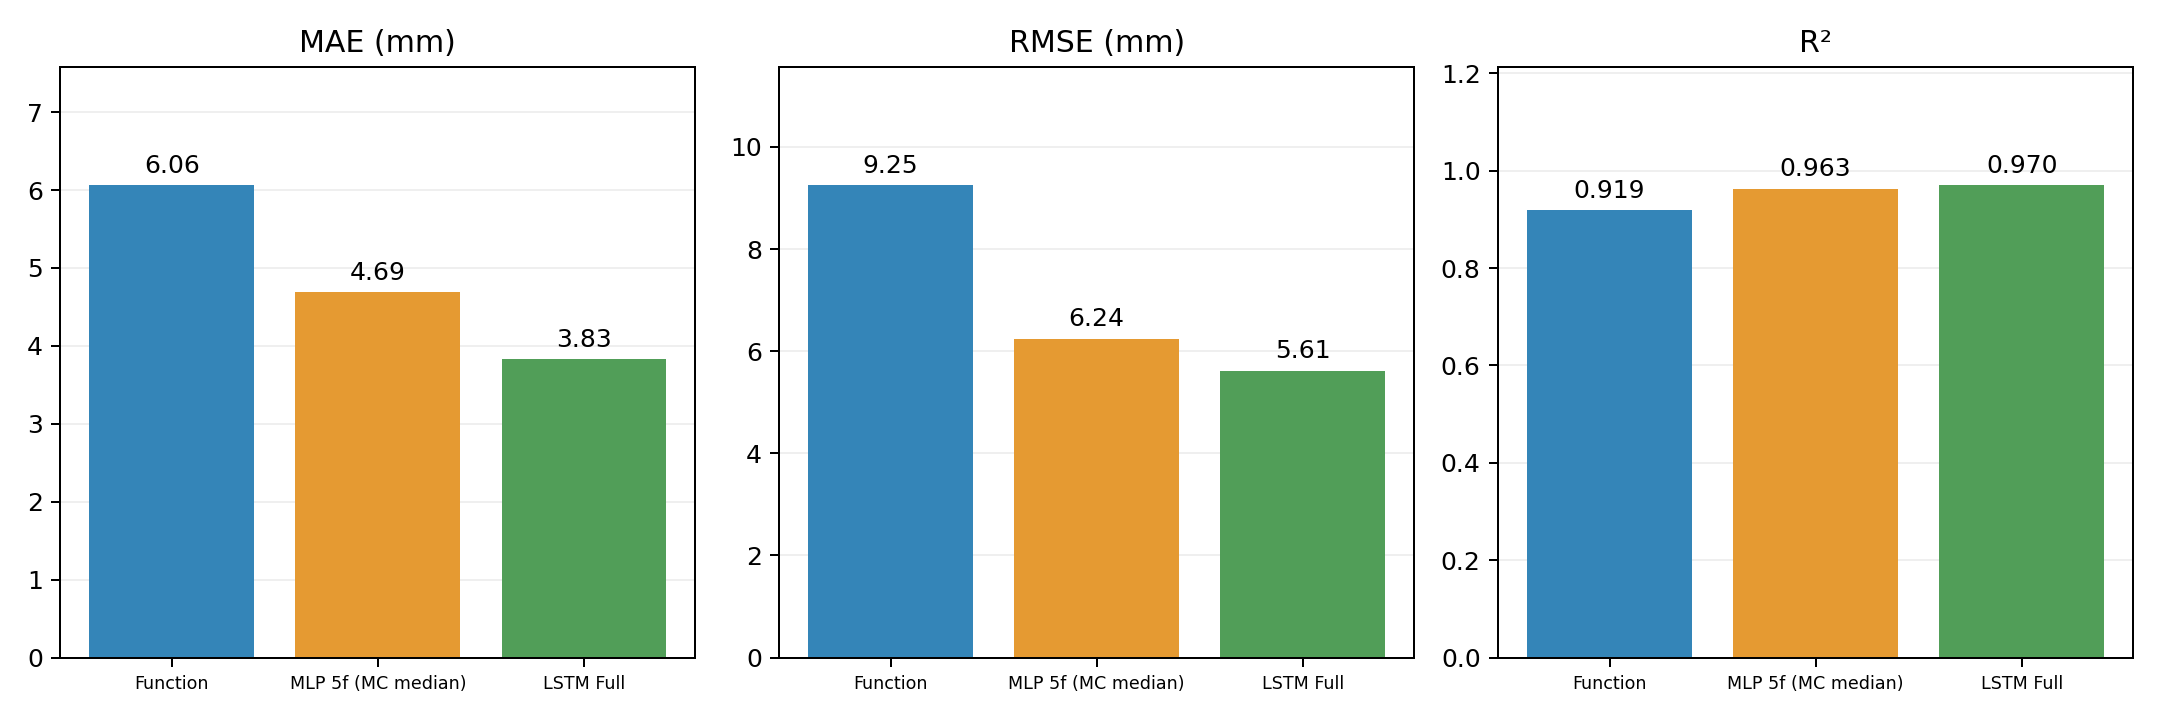 MAE (mm)
7
6
5
4
3
2
1
0
6.06
4.69
3.83
Function
MLP 5f (MC median)
LSTM Full
RMSE (mm)
10
8
6
4
2
0
9.25
6.24
5.61
Function
MLP 5f (MC median)
LSTM Full
R²
1.2
1.0
0.8
0.6
0.4
0.2
0.0
0.919
0.963
0.970
Function
MLP 5f (MC median)
LSTM Full